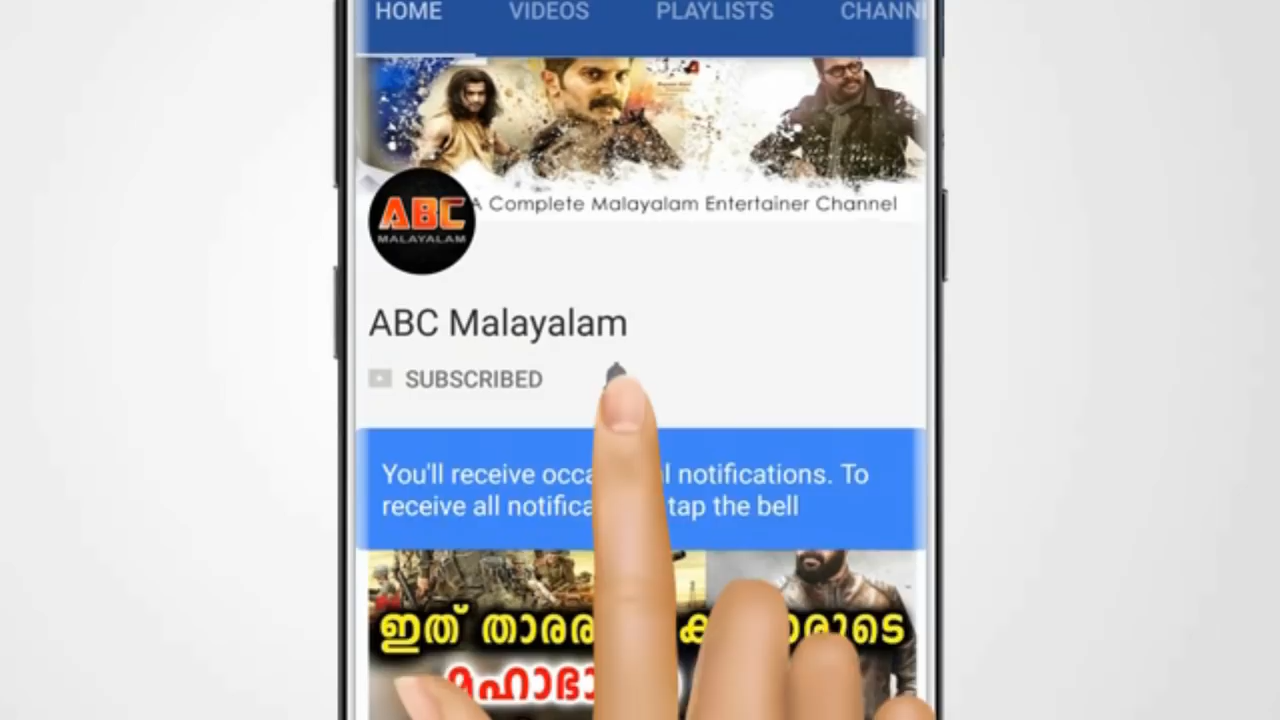 HOME VIDEOS PLAYLISTS CHANN
A Complete Malayalam Entertainer Channel
ABC
MALAYALAM
ABC Malayalam
SUBSCRIBED
You'll receive occa l notifications. To
receive all notifica tap the bell
ഇത് താര രുടെ
മഹാഭാ